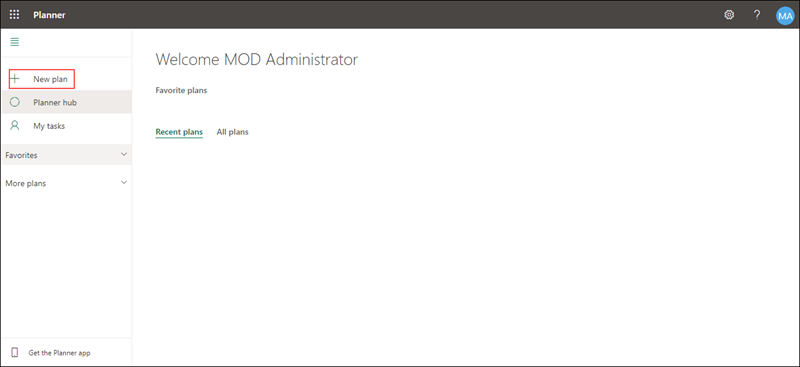 Planner
?
MA
New plan
Planner hub
My tasks
Favorites
More plans
Get the Planner app
Welcome MOD Administrator
Favorite plans
Recent plans All plans